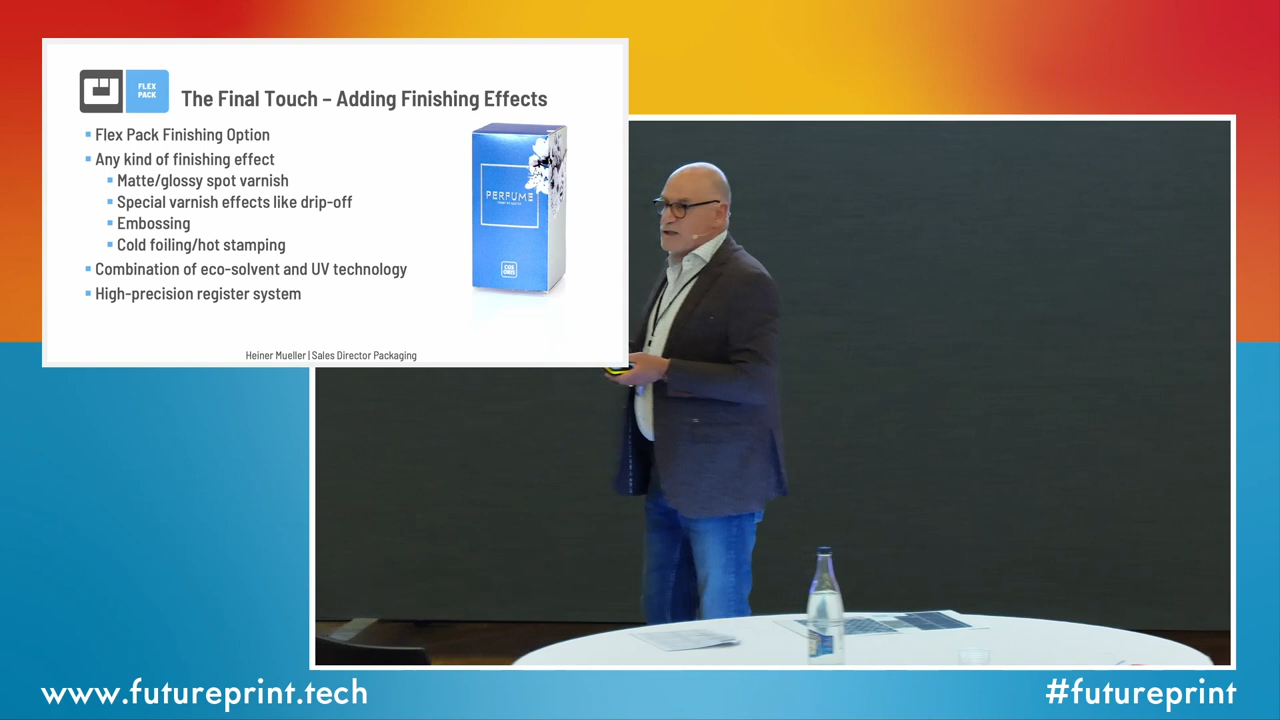 FLEX
PACK
The Final Touch – Adding Finishing Effects
Flex Pack Finishing Option
Any kind of finishing effect
Matte/glossy spot varnish
Special varnish effects like drip-off
Embossing
Cold foiling/hot stamping
Combination of eco-solvent and UV technology
High-precision register system
PERFUME
Heiner Mueller | Sales Director Packaging
www.futureprint.tech
#futureprint